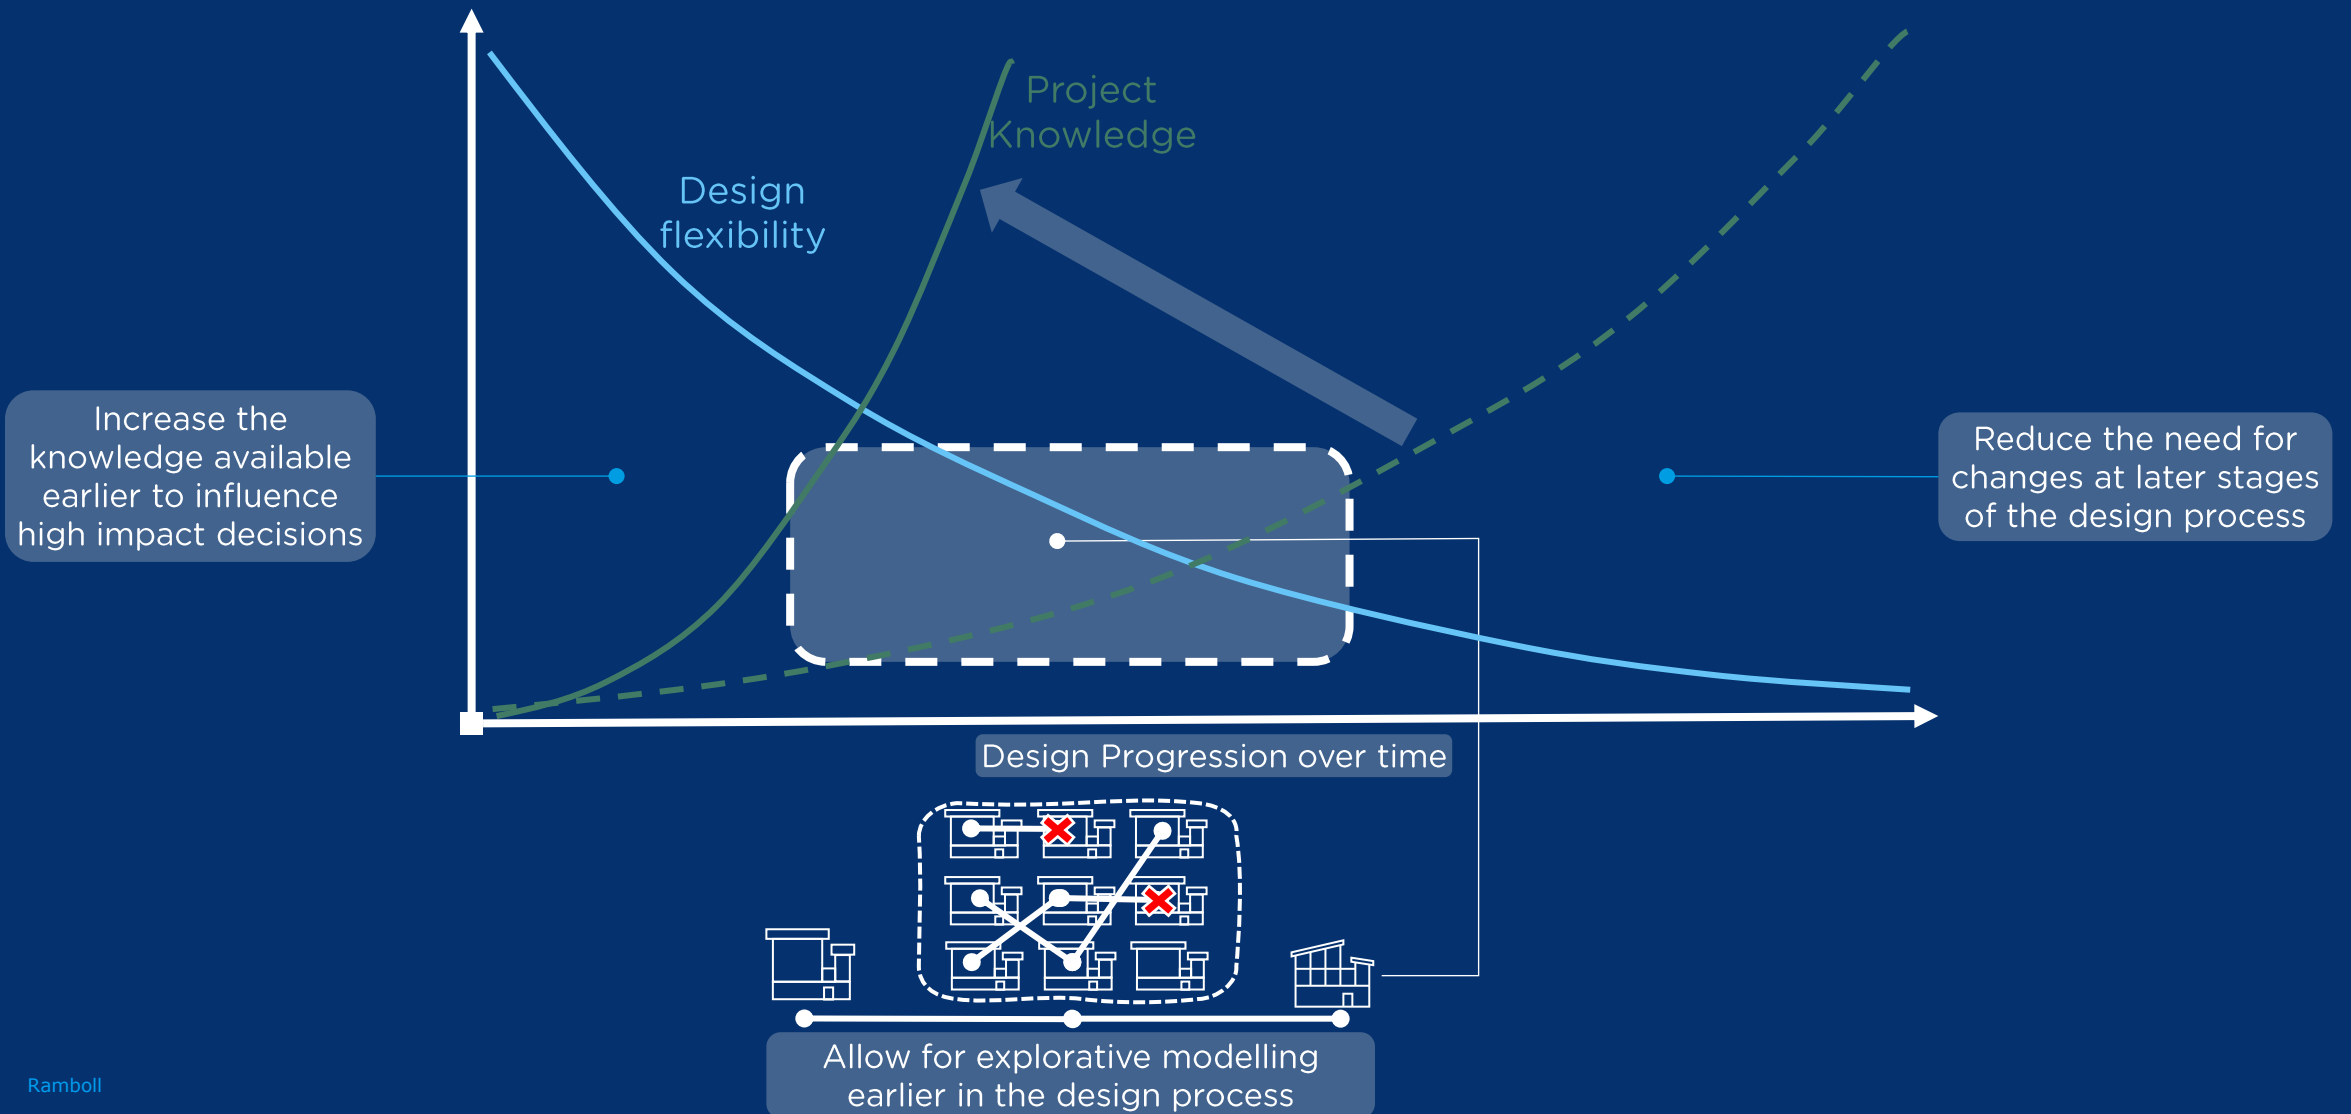 Project
Knowledge
Design
flexibility
Increase the
knowledge available
earlier to influence
high impact decisions
Reduce the need for
changes at later stages
of the design process
Design Progression over time
Allow for explorative modelling
earlier in the design process
Ramboll